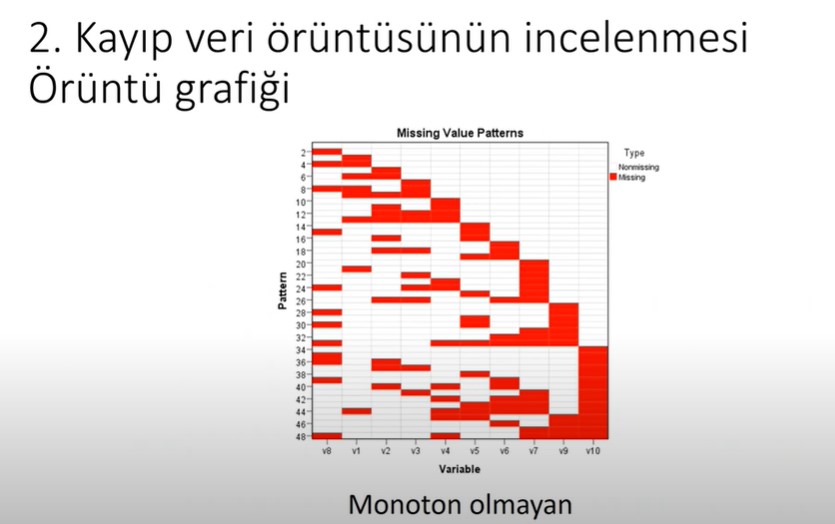 2. Kayıp veri örüntüsünün incelenmesi
Örüntü grafiği
Missing Value Patterns
Type
Nonmissing
Missing
Pattern
2
4
6
8
10
12
14
16
18
20
22
24
26
28
30
32
34
36
38
40
42
44
46
48
v8 v1 v2 v3 v4 v5 v6 v7 v9 v10
Variable
Monoton olmayan